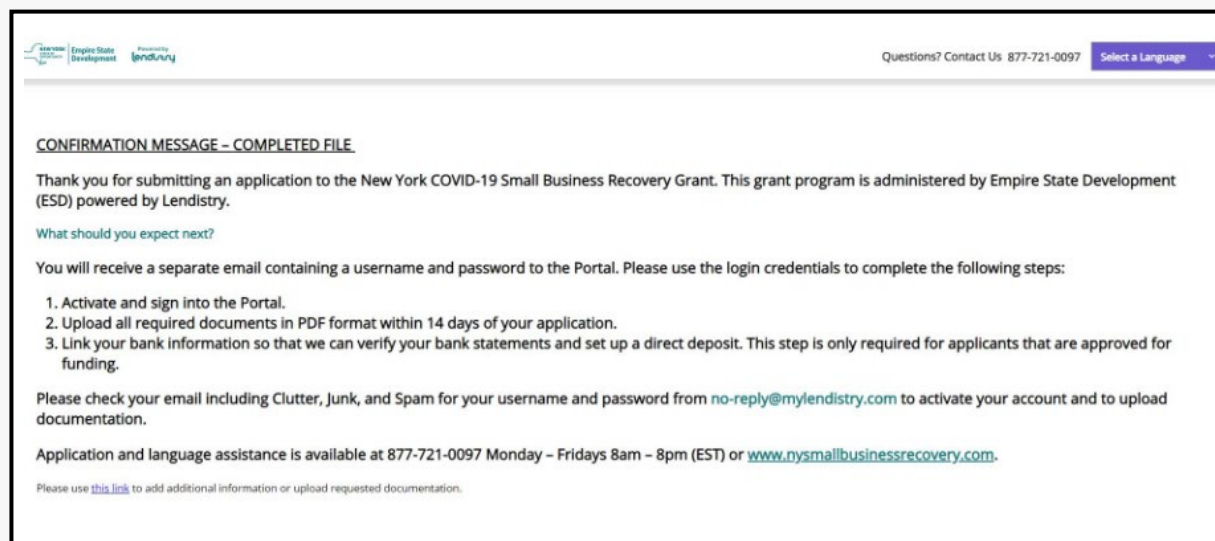 NEW YORK
Empire State
Development
Powered by
lendistry
Questions? Contact Us 877-721-0097
Select a Language
CONFIRMATION MESSAGE – COMPLETED FILE
Thank you for submitting an application to the New York COVID-19 Small Business Recovery Grant. This grant program is administered by Empire State Development
(ESD) powered by Lendistry.
What should you expect next?
You will receive a separate email containing a username and password to the Portal. Please use the login credentials to complete the following steps:
1. Activate and sign into the Portal.
2. Upload all required documents in PDF format within 14 days of your application.
3. Link your bank information so that we can verify your bank statements and set up a direct deposit. This step is only required for applicants that are approved for
funding.
Please check your email including Clutter, Junk, and Spam for your username and password from no-reply@mylendistry.com to activate your account and to upload
documentation.
Application and language assistance is available at 877-721-0097 Monday – Fridays 8am – 8pm (EST) or www.nysmallbusinessrecovery.com.
Please use this link to add additional information or upload requested documentation.